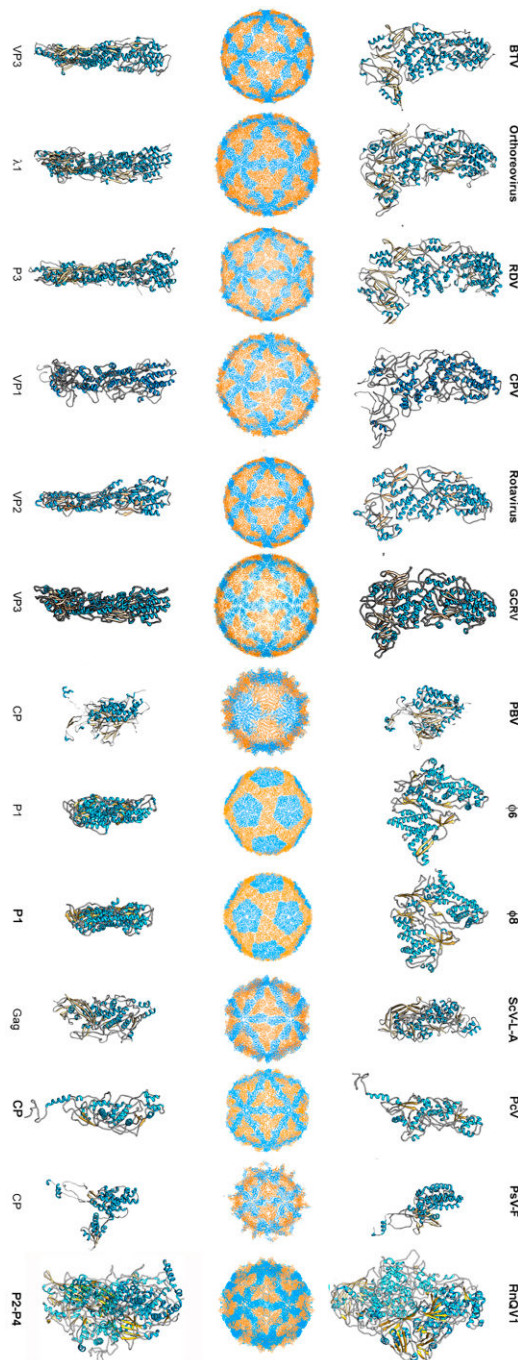 BTV
VP3
Orthoreovirus
λ1
RDV
P3
CPV
VP1
Rotavirus
VP2
GCRV
VP3
PBV
CP
ϕ6
P1
ϕ8
P1
ScV-L-A
Gag
PcV
CP
PsV-F
CP
RnQV1
P2-P4